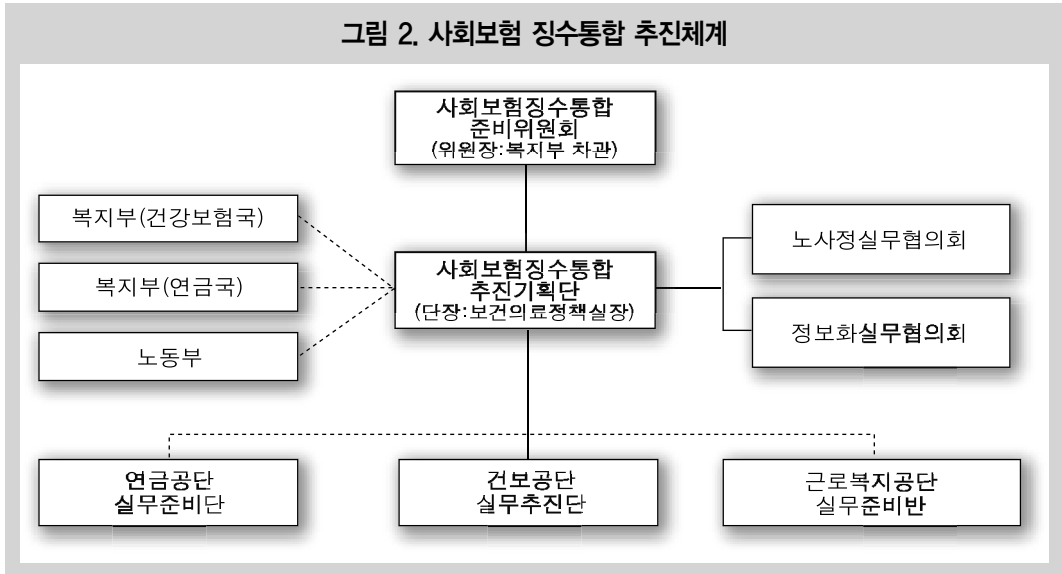 그림 2. 사회보험 징수통합 추진체계
사회보험징수통합
준비위원회
(위원장:복지부 차관)
복지부(건강보험국)
복지부(연금국)
노동부
사회보험징수통합
추진기획단
(단장:보건의료정책실장)
노사정실무협의회
정보화실무협의회
연금공단
실무준비단
건보공단
실무추진단
근로복지공단
실무준비반